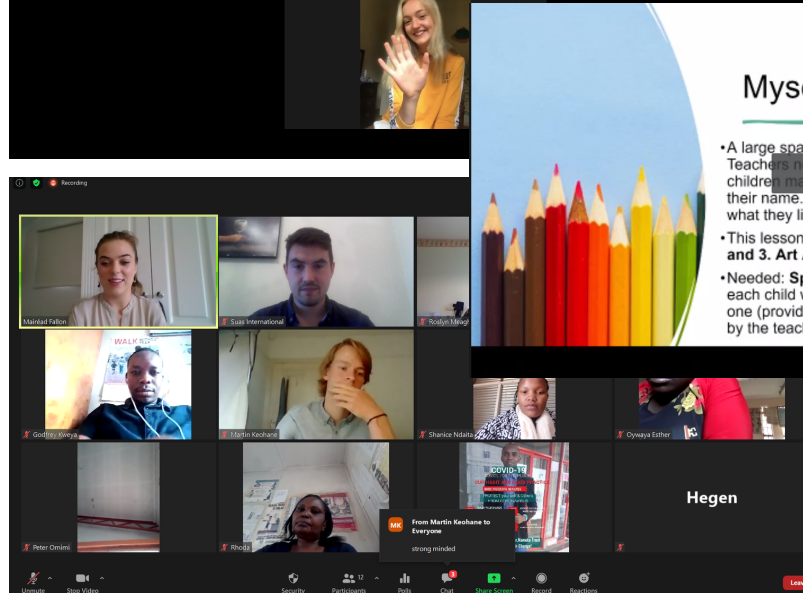 Myse
•A large spa
Teachers n
children ma
their name.
what they li
•This lesson
and 3. Art
•Needed: Sp
each child w
one (provid
by the teac
Recording
Mairéad Fallon
Suas International
Roslyn Meagh
WALK
Godfrey Kweya
Martin Keohane
Shanice Ndaita
Oywaya Esther
Peter Omimi
Rhoda
COVID-19
Hegen
MK
From Martin Keohane to
Everyone
strong minded
Unmute
Stop Video
Security
Participants
12
Polls
Chat
3
Share Screen
Record
Reactions
Leav